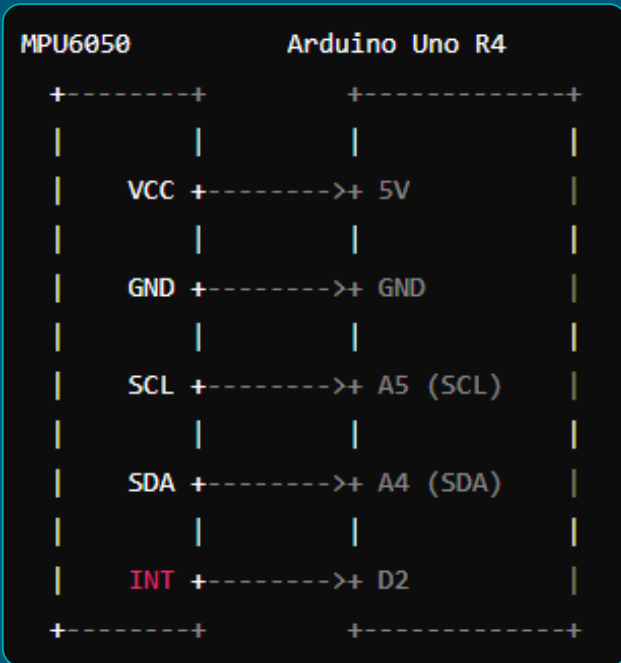 MPU6050          Arduino Uno R4
  +--------+         +-------------+
  |        |         |             |
  |    VCC +-------->+ 5V          |
  |        |         |             |
  |    GND +-------->+ GND         |
  |        |         |             |
  |    SCL +-------->+ A5 (SCL)    |
  |        |         |             |
  |    SDA +-------->+ A4 (SDA)    |
  |        |         |             |
  |    INT +-------->+ D2          |
  +--------+         +-------------+